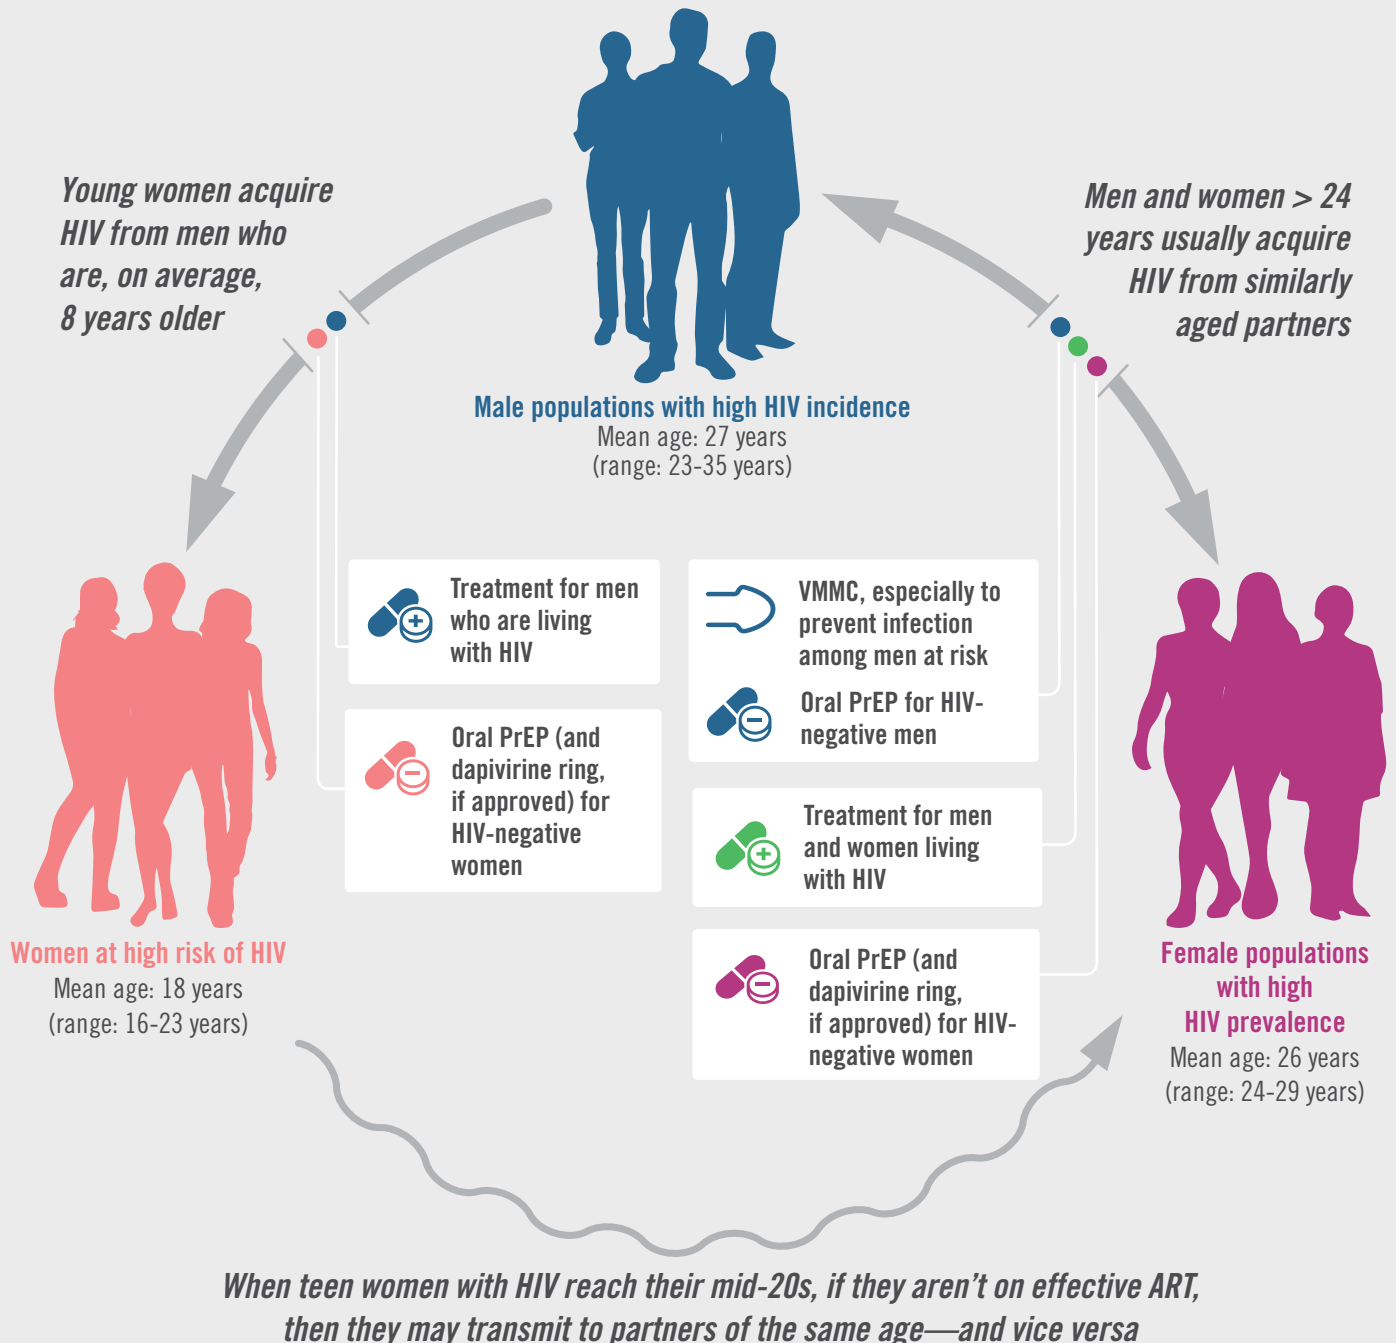 Young women acquire
HIV from men who
are, on average,
8 years older
Men and women > 24
years usually acquire
HIV from similarly
aged partners
Male populations with high HIV incidence
Mean age: 27 years
(range: 23-35 years)
Treatment for men
who are living
with HIV
Oral PrEP (and
dapivirine ring,
if approved) for
HIV-negative
women
VMMC, especially to
prevent infection
among men at risk
Oral PrEP for HIV-
negative men
Treatment for men
and women living
with HIV
Oral PrEP (and
dapivirine ring,
if approved) for HIV-
negative women
Women at high risk of HIV
Mean age: 18 years
(range: 16-23 years)
Female populations
with high
HIV prevalence
Mean age: 26 years
(range: 24-29 years)
When teen women with HIV reach their mid-20s, if they aren’t on effective ART,
then they may transmit to partners of the same age—and vice versa